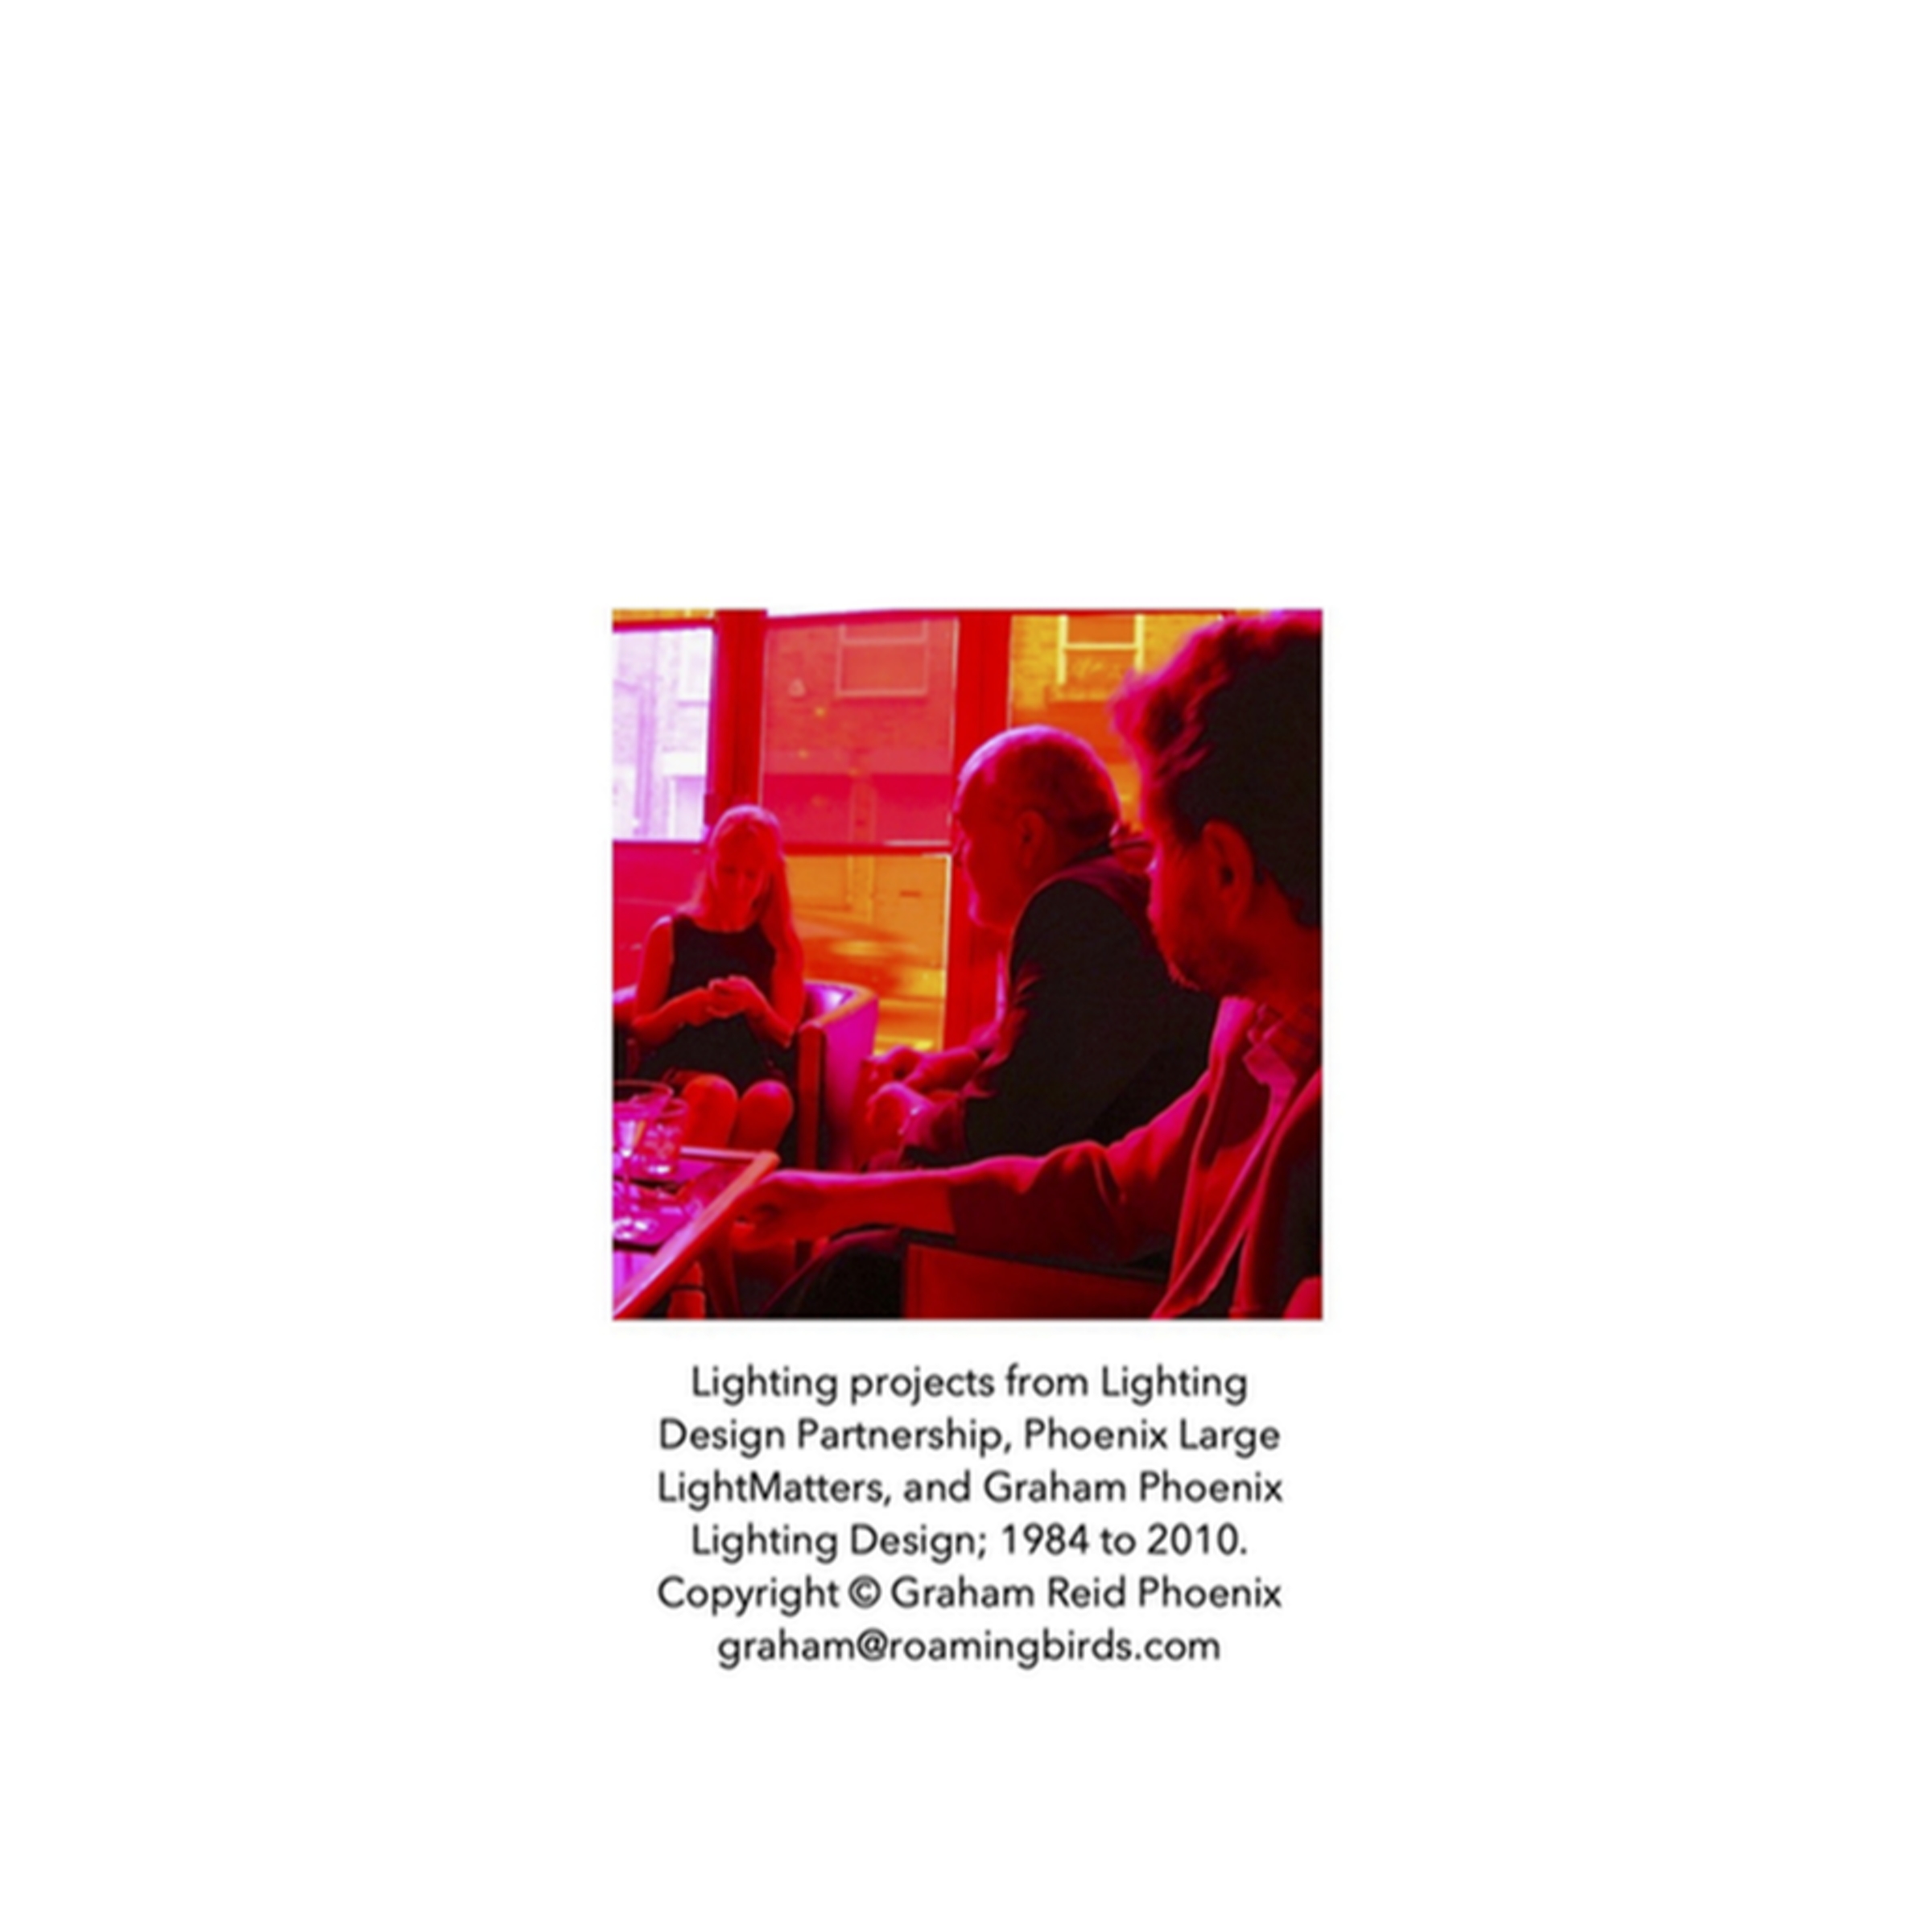 Lighting projects from Lighting
Design Partnership, Phoenix Large
LightMatters, and Graham Phoenix
Lighting Design; 1984 to 2010.
Copyright © Graham Reid Phoenix
graham@roamingbirds.com